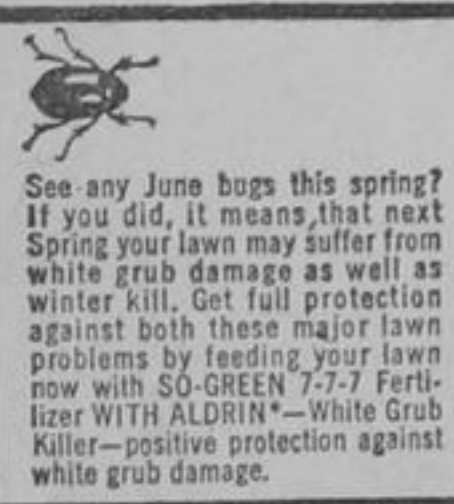 See any June bugs this spring?
If you did, it means, that next
Spring your lawn may suffer from
white grub damage as well as
winter kill. Get full protection
against both these major lawn
problems by feeding your lawn
now with SO-GREEN 7-7-7 Ferti-
lizer WITH ALDRIN*—White Grub
Killer—positive protection against
white grub damage.